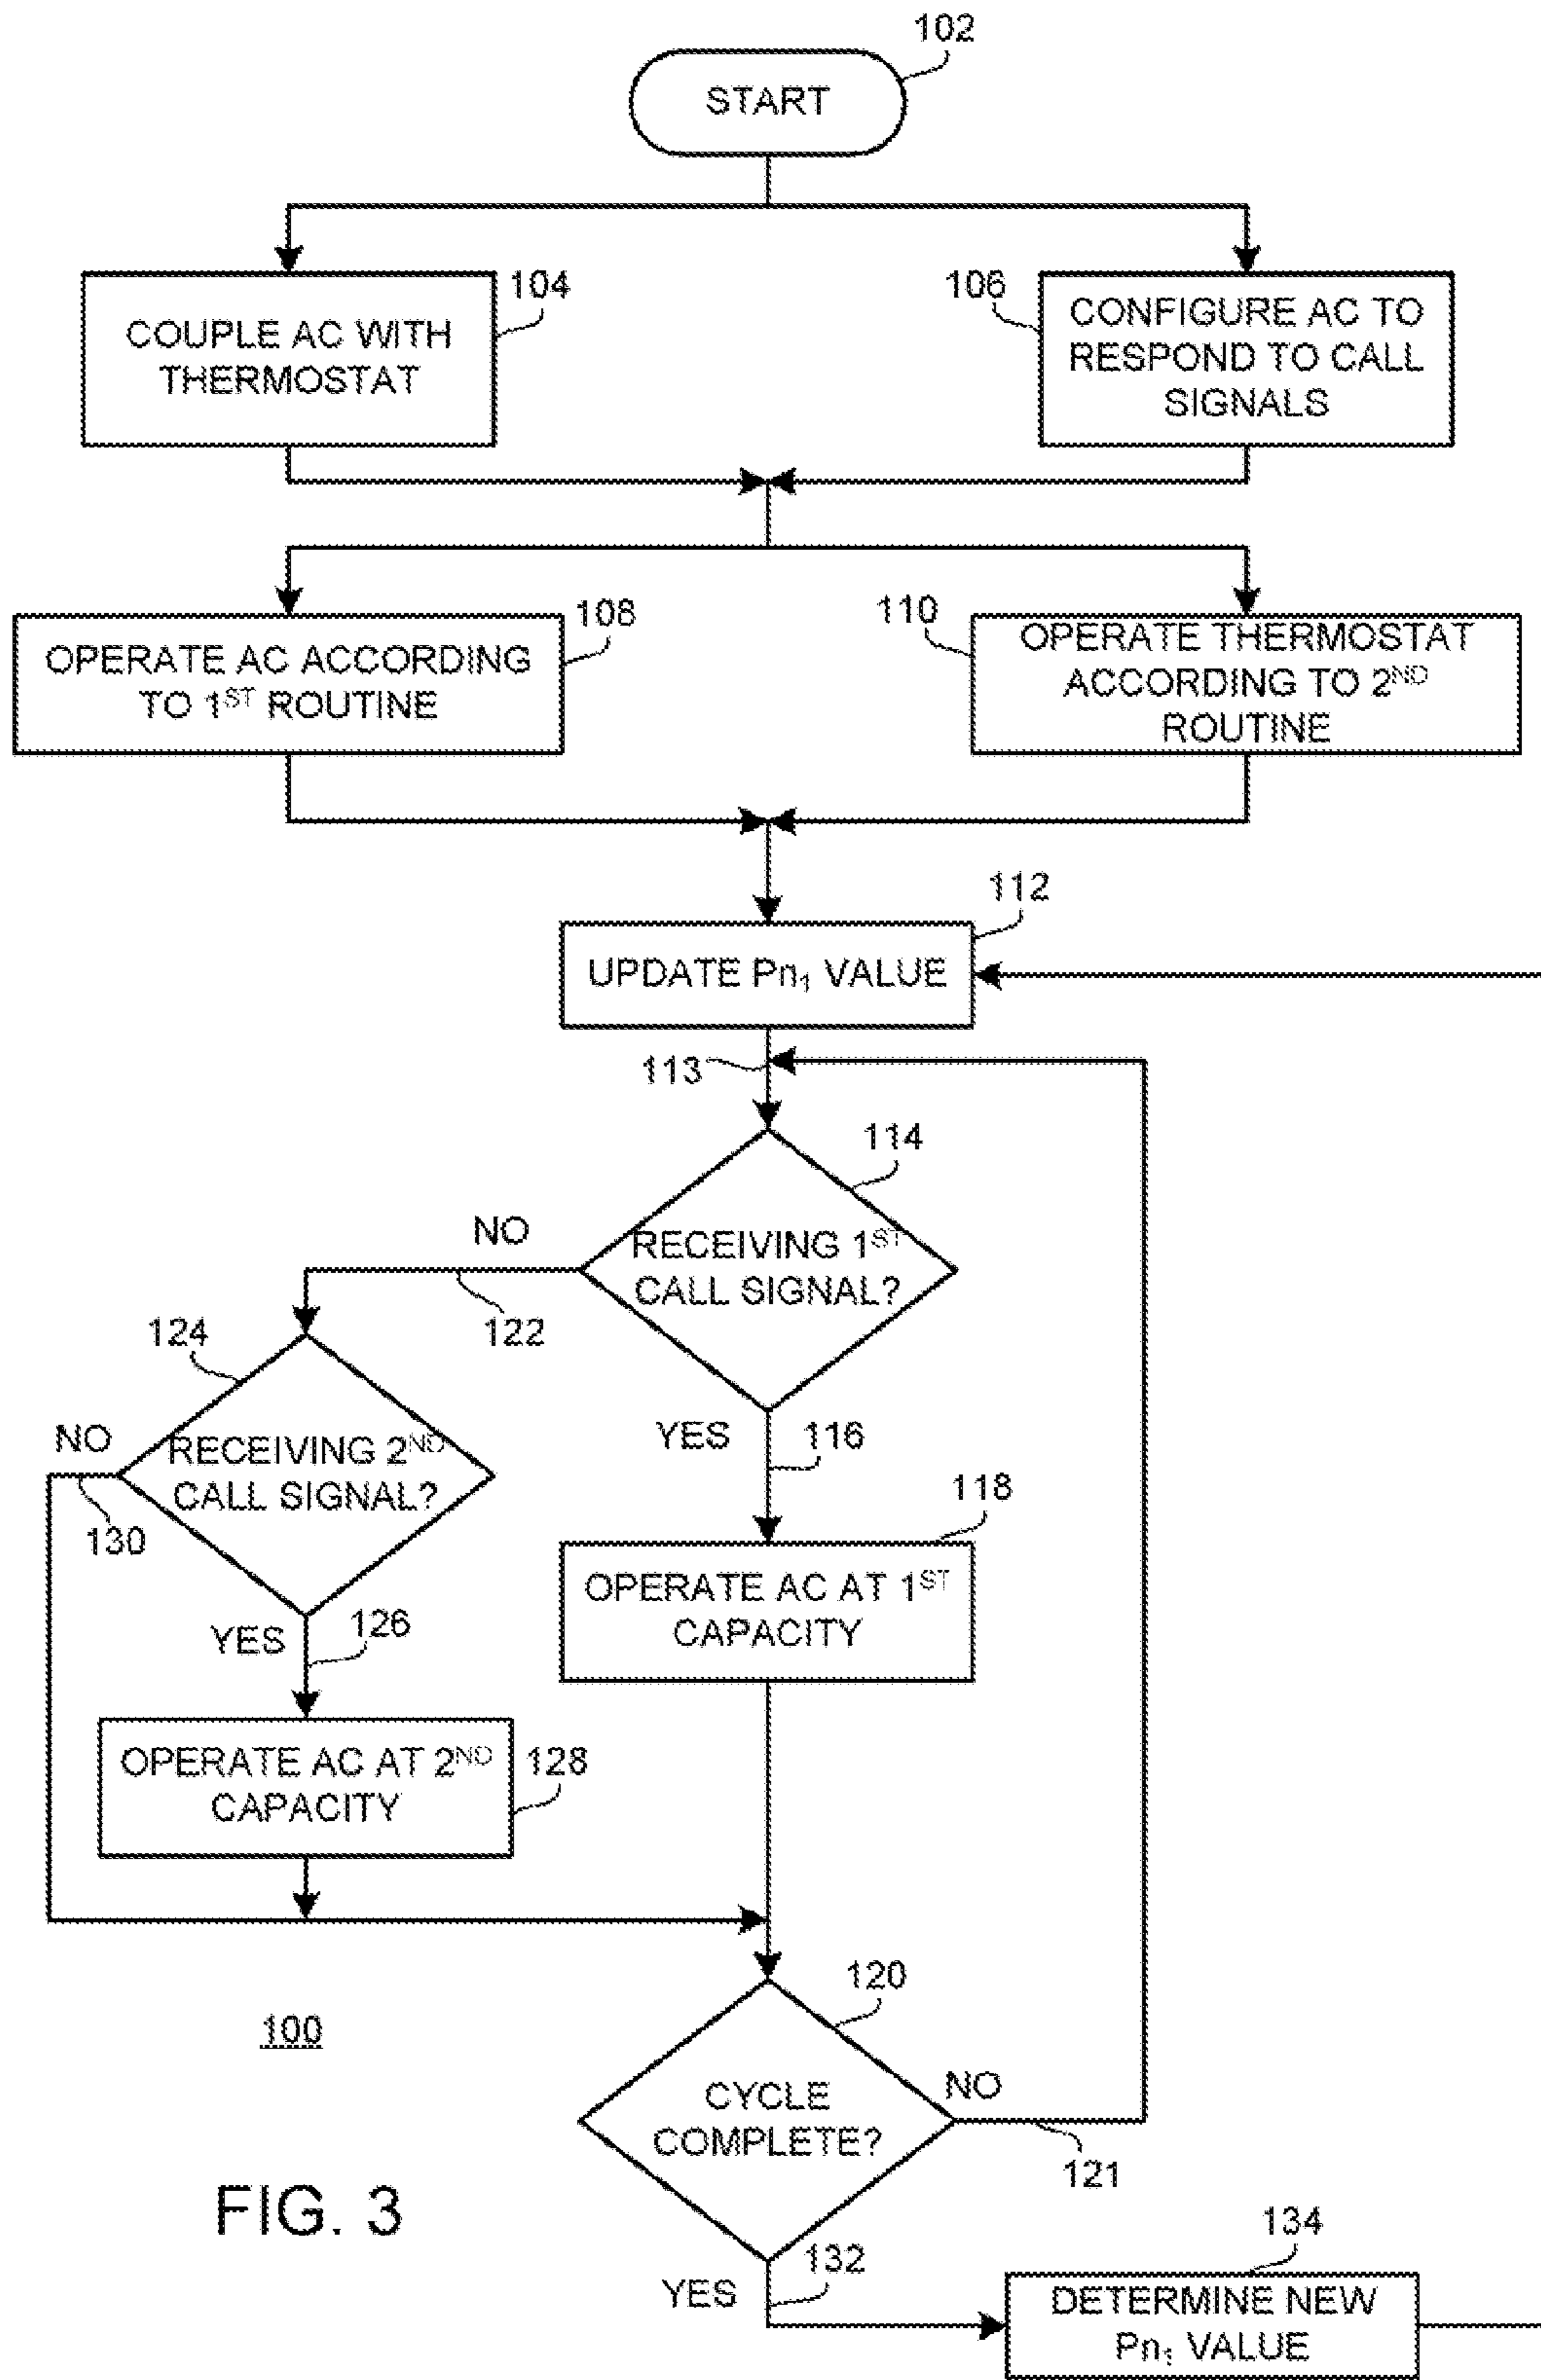 102
START
104
COUPLE AC WITH
THERMOSTAT
106
CONFIGURE AC TO
RESPOND TO CALL
SIGNALS
108
OPERATE AC ACCORDING
TO 1ST ROUTINE
110
OPERATE THERMOSTAT
ACCORDING TO 2ND
ROUTINE
112
UPDATE Pn1 VALUE
113
114
RECEIVING 1ST
CALL SIGNAL?
NO
122
124
RECEIVING 2ND
CALL SIGNAL?
NO
130
YES
116
118
OPERATE AC AT 1ST
CAPACITY
YES
126
OPERATE AC AT 2ND
CAPACITY
128
120
CYCLE
COMPLETE?
NO
121
100
FIG. 3
YES
132
134
DETERMINE NEW
Pn1 VALUE